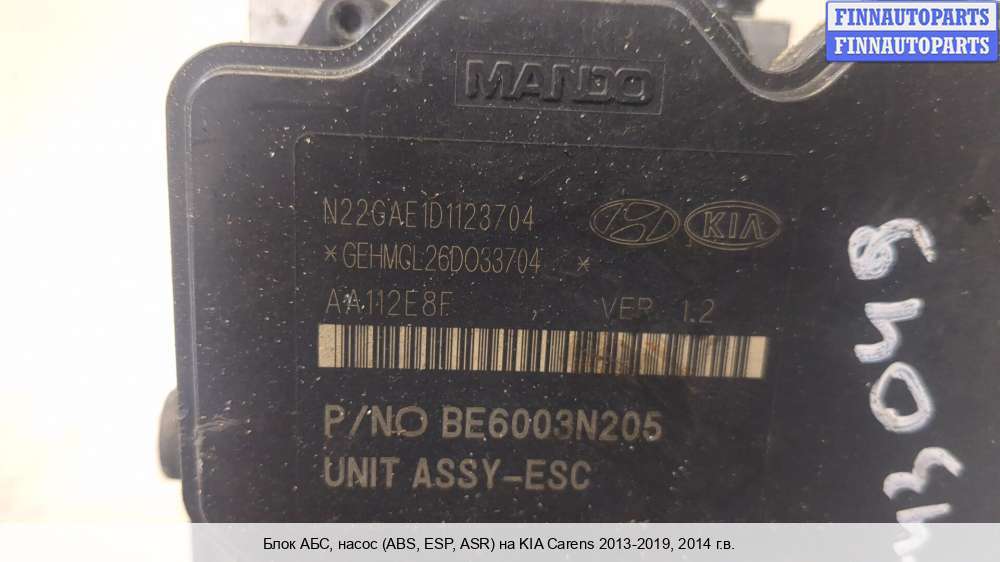 FINNAUTOPARTS
FINNAUTOPARTS
MANDO
N22GAE1D1123704
KIA
*GEHMGL26D033704 *
AA112E8F , VER. 1.2
P/NO BE6003N205
UNIT ASSY-ESC
Блок АБС, насос (ABS, ESP, ASR) на KIA Carens 2013-2019, 2014 г.в.